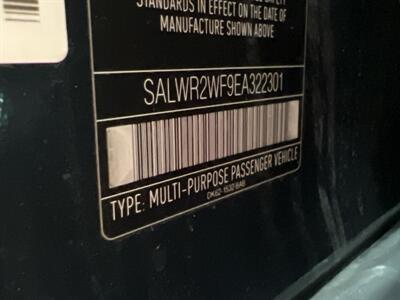 STANDARDS IN EFFECT ON THE DATE OF
MANUFACTURE SHOWN ABOVE
SALWR2WF9EA322301
TYPE: MULTI-PURPOSE PASSENGER VEHICLE